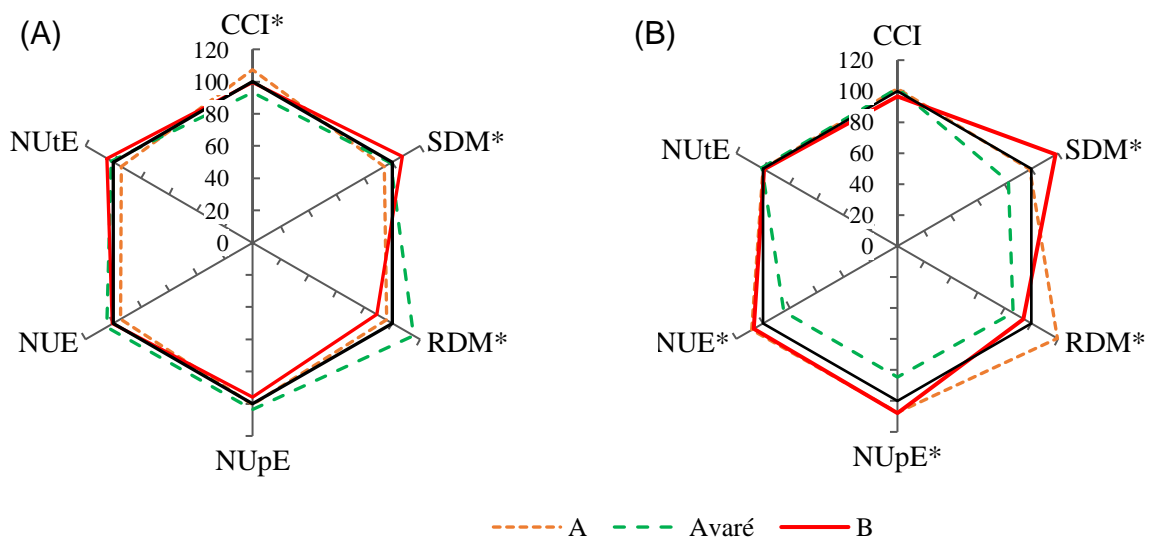 (A)
CCI*
120
100
80
60
40
20
0
NUtE
SDM*
NUE
RDM*
NUpE
(B)
CCI
120
100
80
60
40
20
0
NUtE
SDM*
NUE*
RDM*
NUpE*
A Avaré B